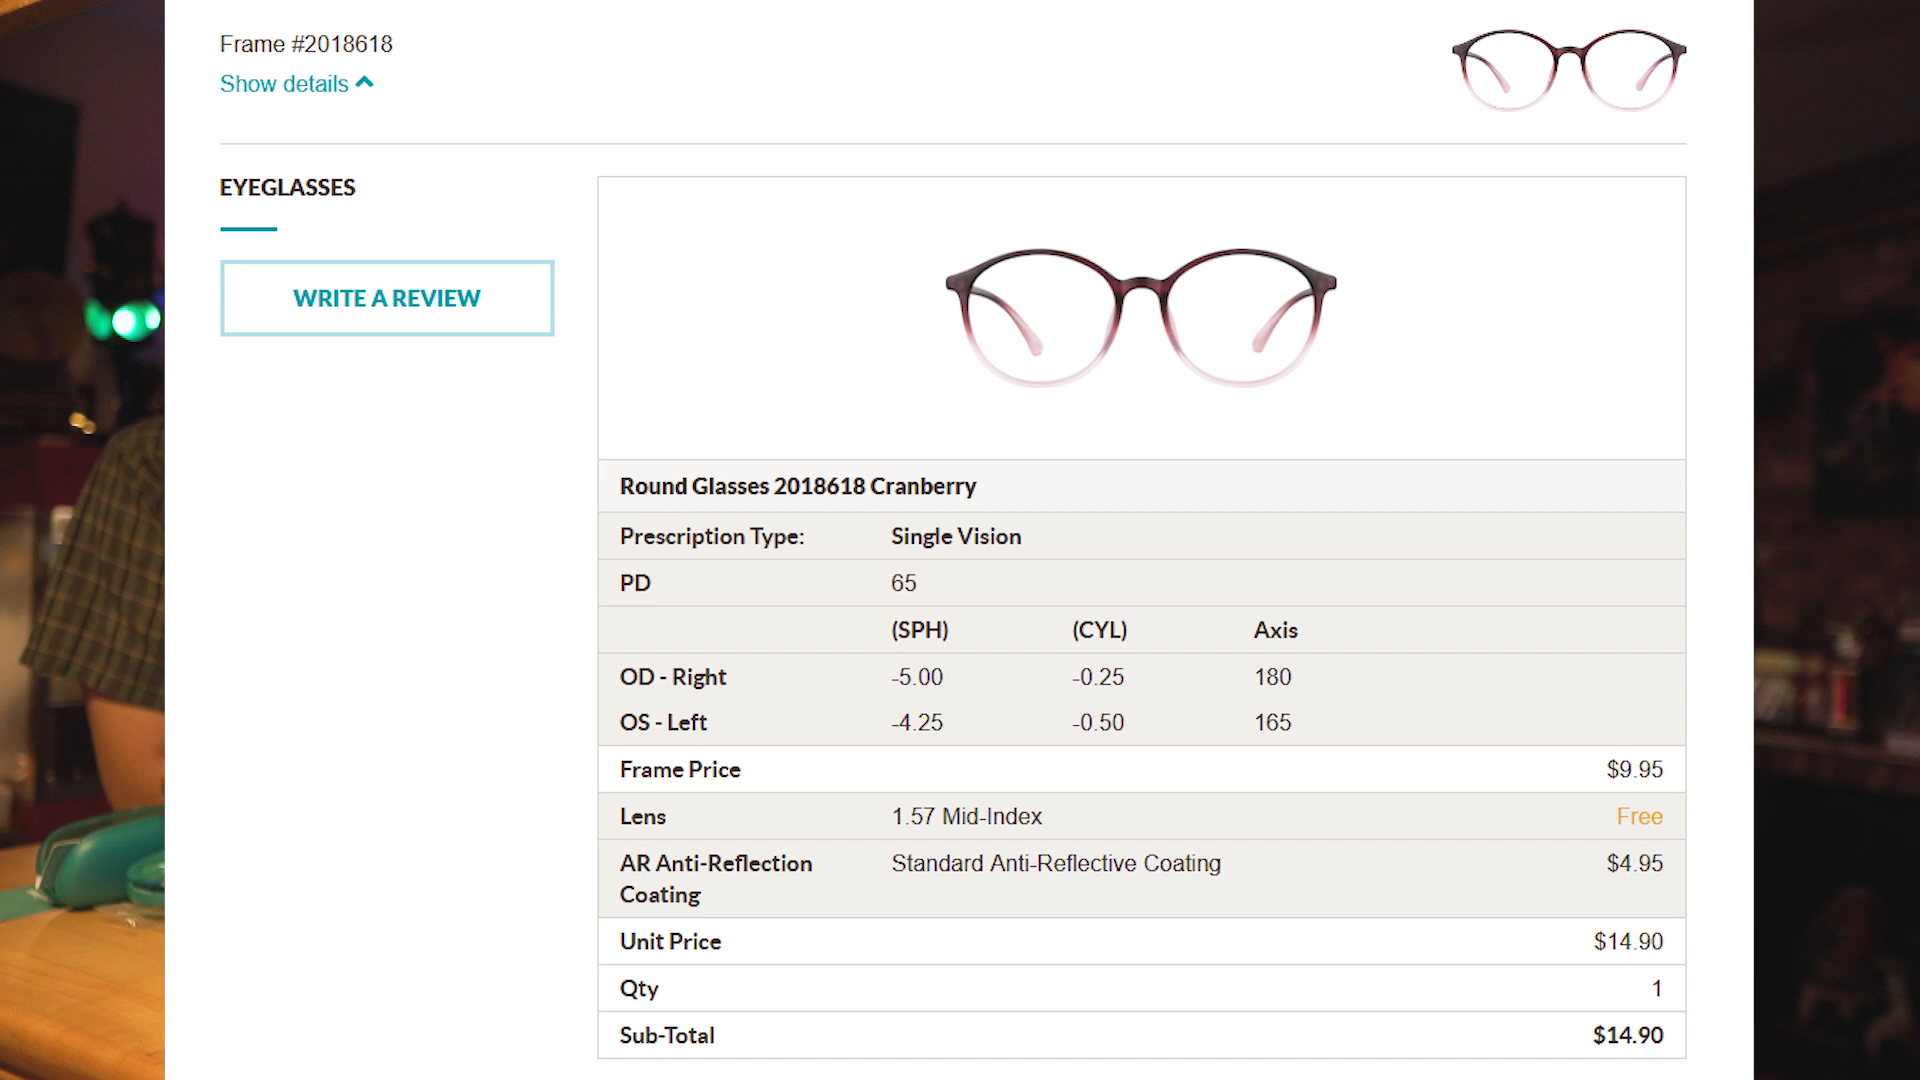 Frame #2018618
Show details
EYEGLASSES
WRITE A REVIEW
Round Glasses 2018618 Cranberry
Prescription Type: Single Vision
PD 65
(SPH) (CYL) Axis
OD - Right -5.00 -0.25 180
OS - Left -4.25 -0.50 165
Frame Price $9.95
Lens 1.57 Mid-Index Free
AR Anti-Reflection Standard Anti-Reflective Coating $4.95
Coating
Unit Price $14.90
Qty 1
Sub-Total $14.90